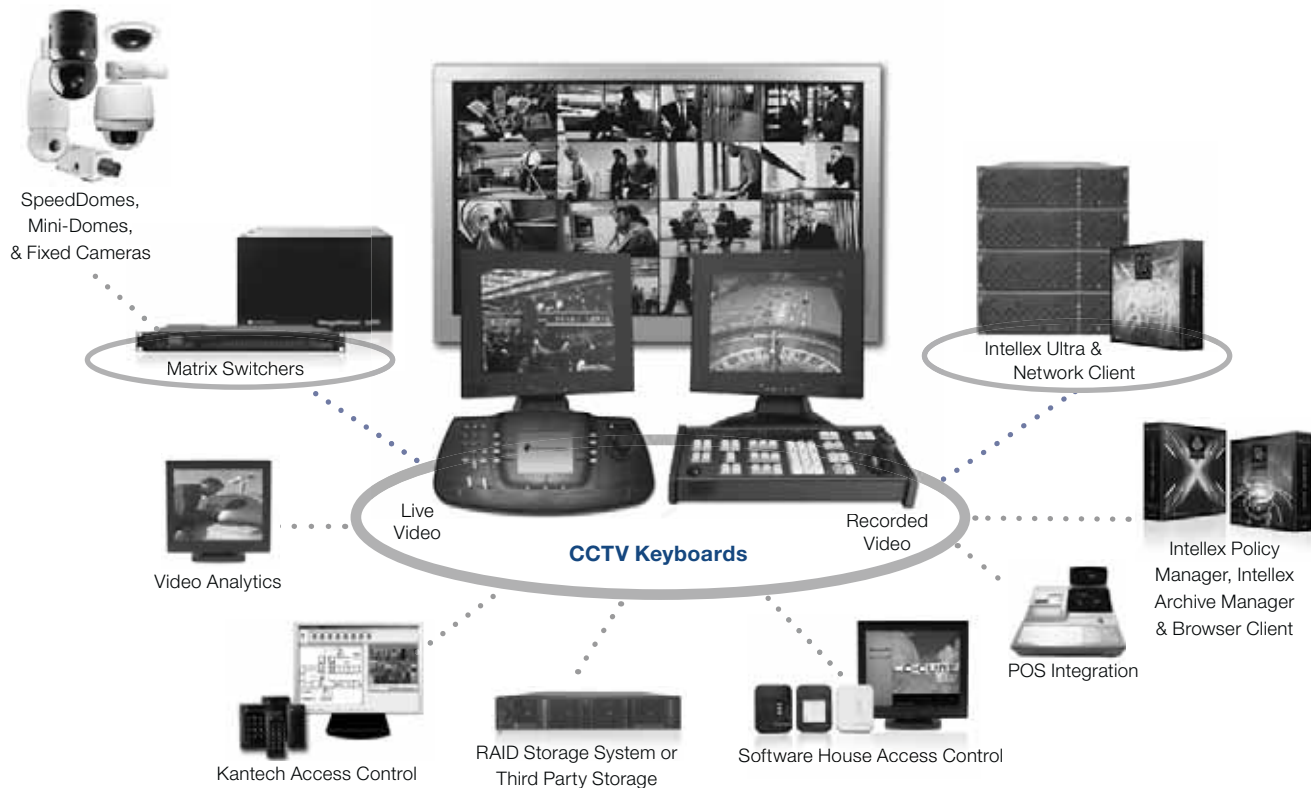 SpeedDomes,
Mini-Domes,
& Fixed Cameras
Matrix Switchers
Intellex Ultra &
Network Client
Live
Video
Recorded
Video
CCTV Keyboards
Video Analytics
Intellex Policy
Manager, Intellex
Archive Manager
& Browser Client
POS Integration
Kantech Access Control
RAID Storage System or
Third Party Storage
Software House Access Control